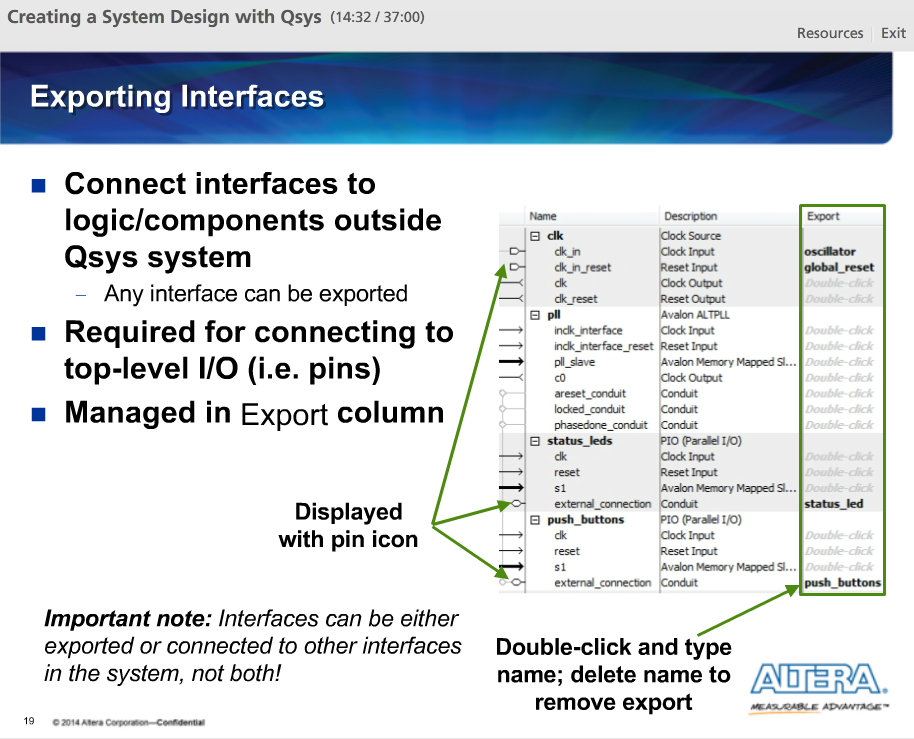 Creating a System Design with Qsys (14:32 / 37:00)
Resources Exit
Exporting Interfaces
Connect interfaces to
logic/components outside
Qsys system
– Any interface can be exported
Required for connecting to
top-level I/O (i.e. pins)
Managed in Export column
Displayed
with pin icon
Important note: Interfaces can be either
exported or connected to other interfaces
in the system, not both!
Name Description Export
clk Clock Source
clk_in Clock Input oscillator
clk_in_reset Reset Input global_reset
clk Clock Output Double-click
clk_reset Reset Output Double-click
pll Avalon ALTPLL
inclk_interface Clock Input Double-click
inclk_interface_reset Reset Input Double-click
pll_slave Avalon Memory Mapped Sl... Double-click
c0 Clock Output Double-click
areset_conduit Conduit Double-click
locked_conduit Conduit Double-click
phasedone_conduit Conduit Double-click
status_leds PIO (Parallel I/O)
clk Clock Input Double-click
reset Reset Input Double-click
s1 Avalon Memory Mapped Sl... Double-click
external_connection Conduit status_led
push_buttons PIO (Parallel I/O)
clk Clock Input Double-click
reset Reset Input Double-click
s1 Avalon Memory Mapped Sl... Double-click
external_connection Conduit push_buttons
Double-click and type
name; delete name to
remove export
ALTERA®
MEASURABLE ADVANTAGE™
19 © 2014 Altera Corporation—Confidential